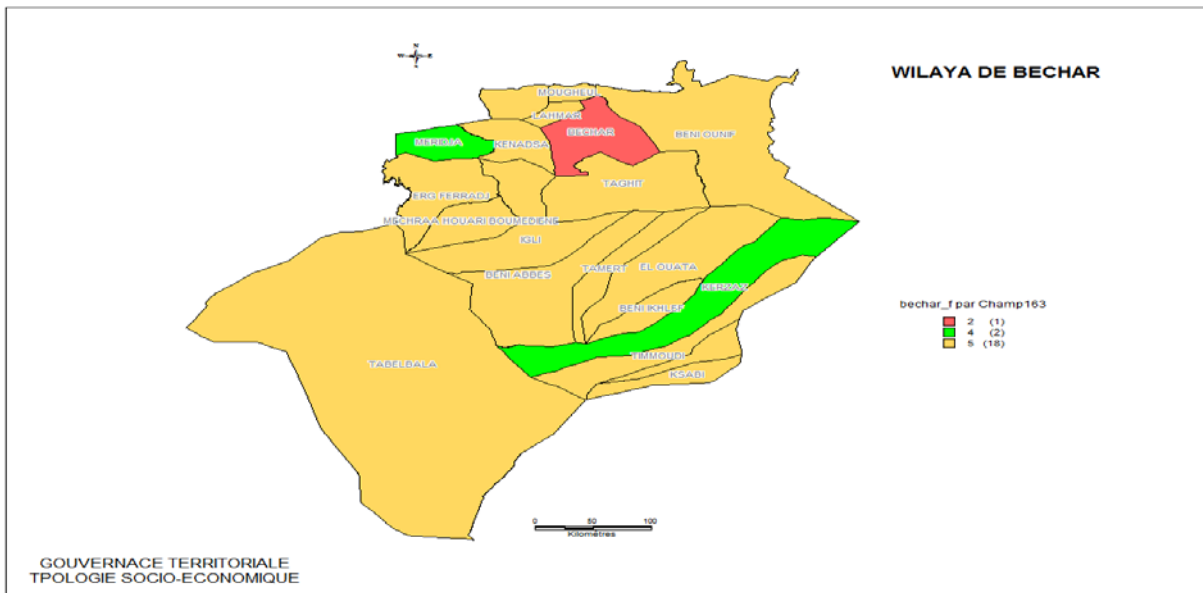 N
W E
S
WILAYA DE BECHAR
MOUGHEUL
LAHMAR
BECHAR
BENI OUNIF
MERIDJA
KENADSA
TAGHIT
ERG FERRADJ
MECHRAA HOUARI BOUMEDIENE
IGLI
BENI ABBES
TAMERT
EL OUATA
KERZAZ
BENI IKHLEF
TIMMOUDI
TABELBALA
KSABI
bechar_f par Champ163
2 (1)
4 (2)
5 (18)
0 50 100
Kilomètres
GOUVERNACE TERRITORIALE
TPOLOGIE SOCIO-ECONOMIQUE